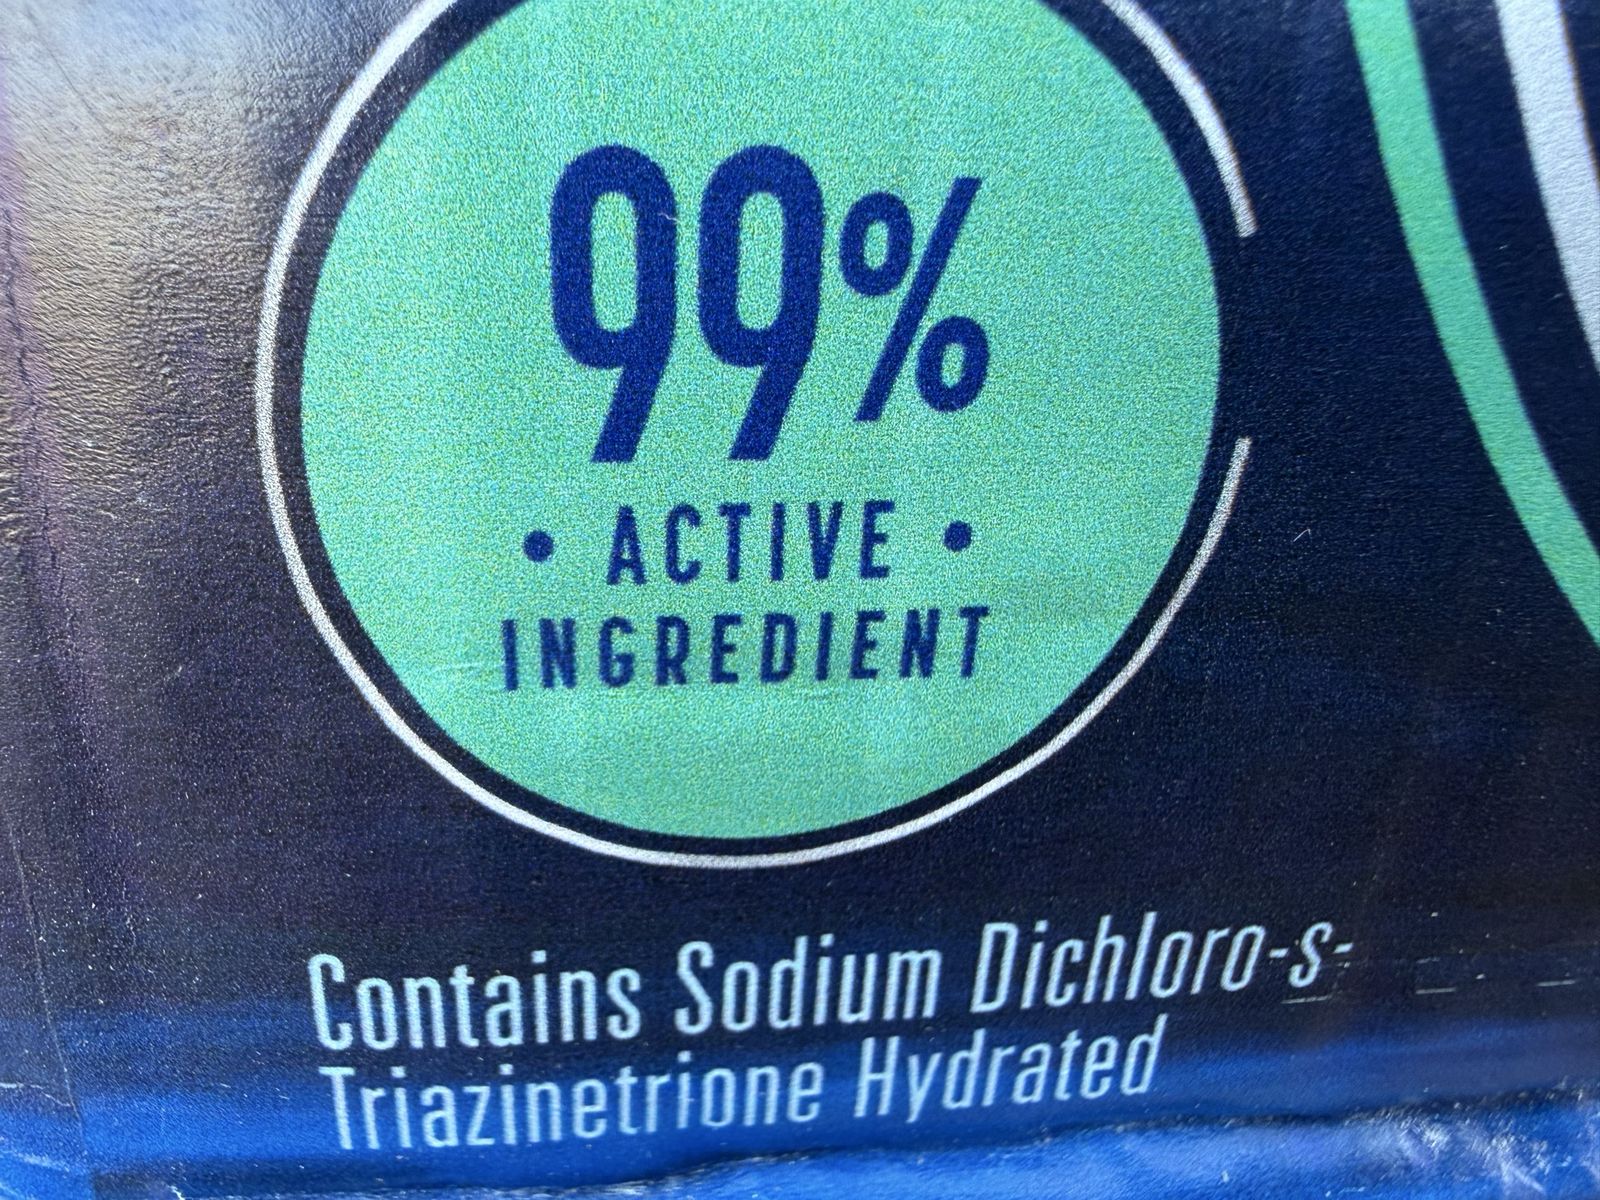 99%
• ACTIVE •
INGREDIENT
Contains Sodium Dichloro-s-
Triazinetrione Hydrated